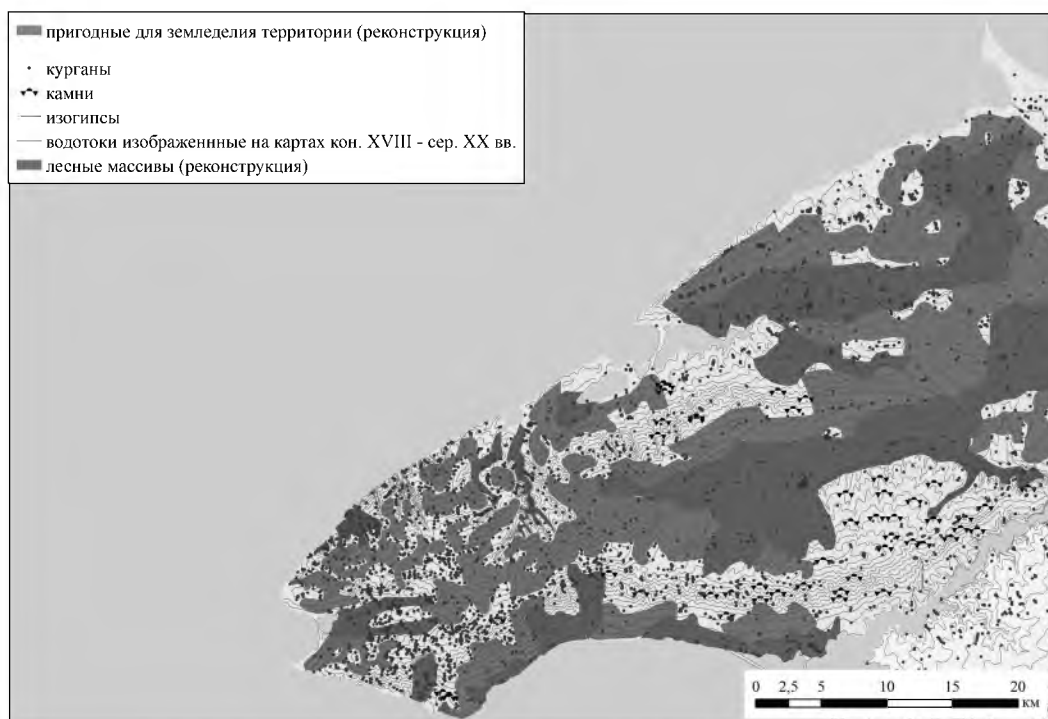 пригодные для земледелия территории (реконструкция)
курганы
камни
изогипсы
водотоки изображеннные на картах кон. XVIII - сер. XX вв.
лесные массивы (реконструкция)
0 2,5 5 10 15 20
км